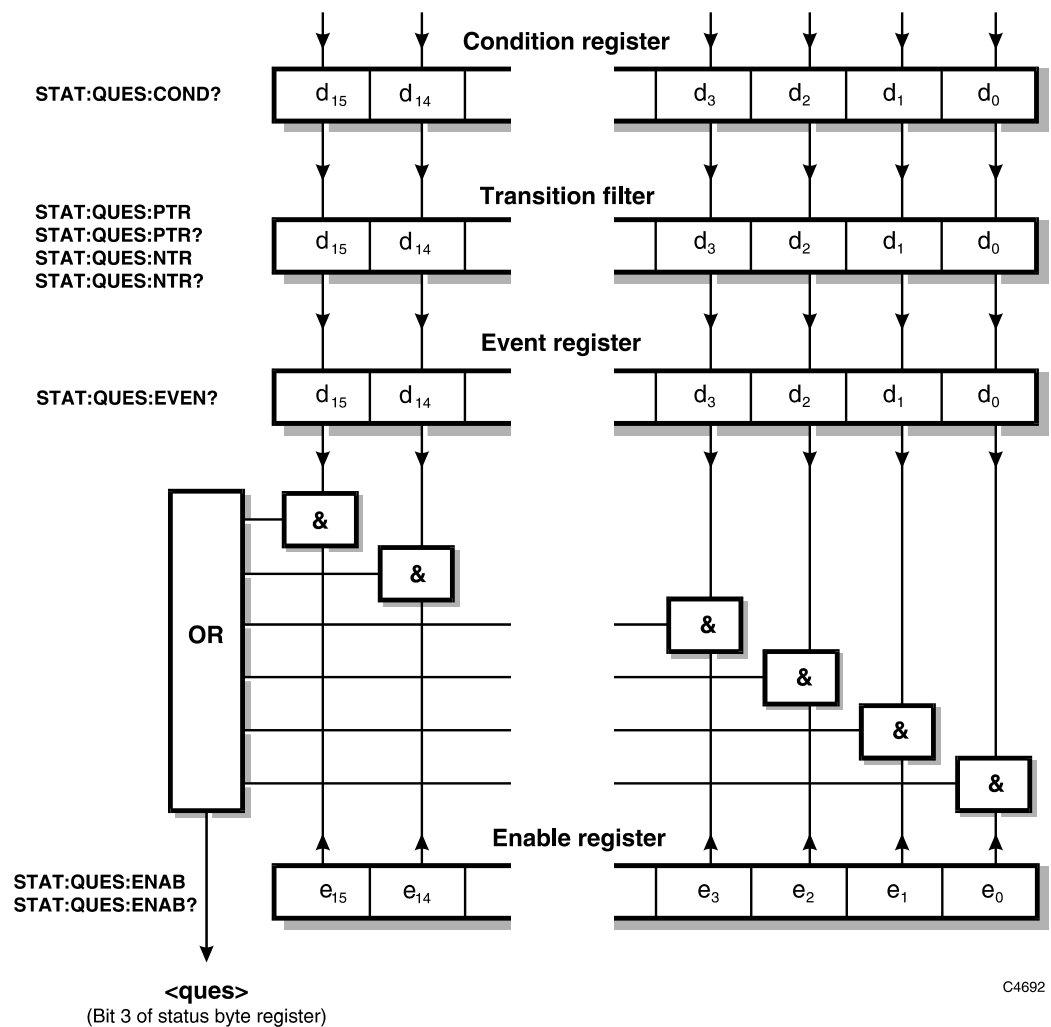 Condition register
STAT:QUES:COND? d15 d14 d3 d2 d1 d0
Transition filter
STAT:QUES:PTR
STAT:QUES:PTR?
STAT:QUES:NTR
STAT:QUES:NTR?
d15 d14 d3 d2 d1 d0
Event register
STAT:QUES:EVEN? d15 d14 d3 d2 d1 d0
&
&
OR
&
&
&
&
Enable register
STAT:QUES:ENAB
STAT:QUES:ENAB?
e15 e14 e3 e2 e1 e0
<ques>
(Bit 3 of status byte register)
C4692